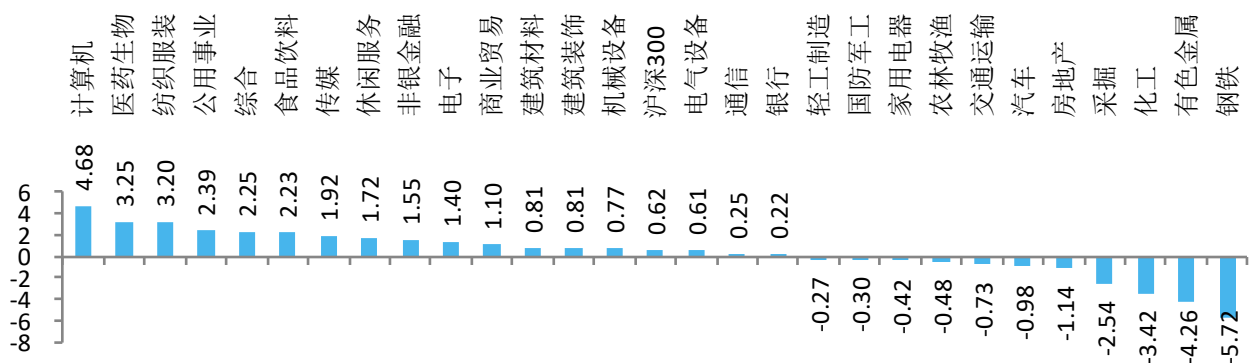 计算机
医药生物
纺织服装
公用事业
综合
食品饮料
传媒
休闲服务
非银金融
电子
商业贸易
建筑材料
建筑装饰
机械设备
沪深300
电气设备
通信
银行
轻工制造
国防军工
家用电器
农林牧渔
交通运输
汽车
房地产
采掘
化工
有色金属
钢铁
4.68
3.25
3.20
2.39
2.25
2.23
1.92
1.72
1.55
1.40
1.10
0.81
0.81
0.77
0.62
0.61
0.25
0.22
-0.27
-0.30
-0.42
-0.48
-0.73
-0.98
-1.14
-2.54
-3.42
-4.26
-5.72
6
4
2
0
-2
-4
-6
-8